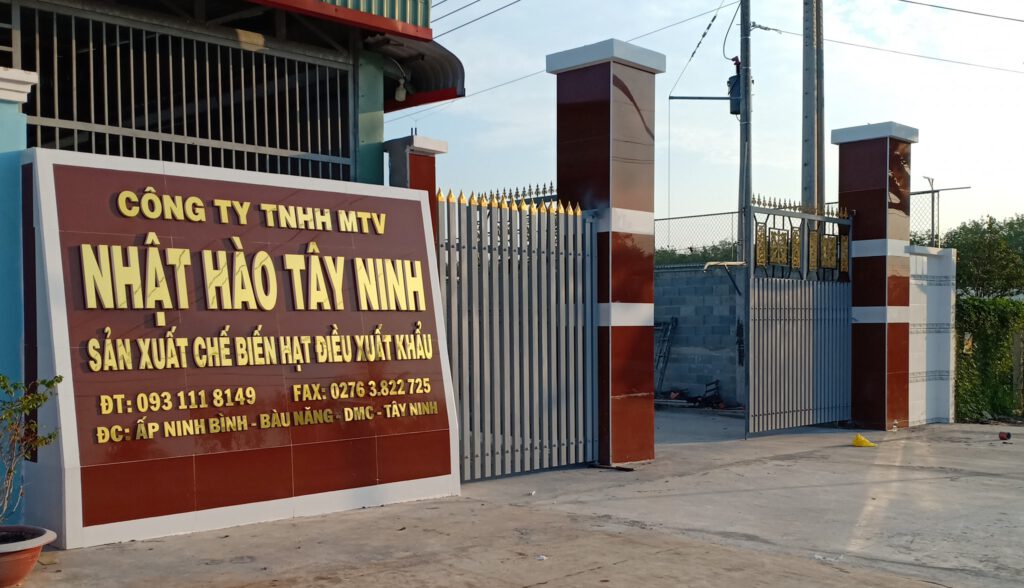 CÔNG TY TNHH MTV
NHẬT HÀO TÂY NINH
SẢN XUẤT CHẾ BIẾN HẠT ĐIỀU XUẤT KHẨU
ĐT: 093 111 8149 FAX: 0276 3.822 725
ĐC: ẤP NINH BÌNH - BÀU NĂNG - DMC - TÂY NINH